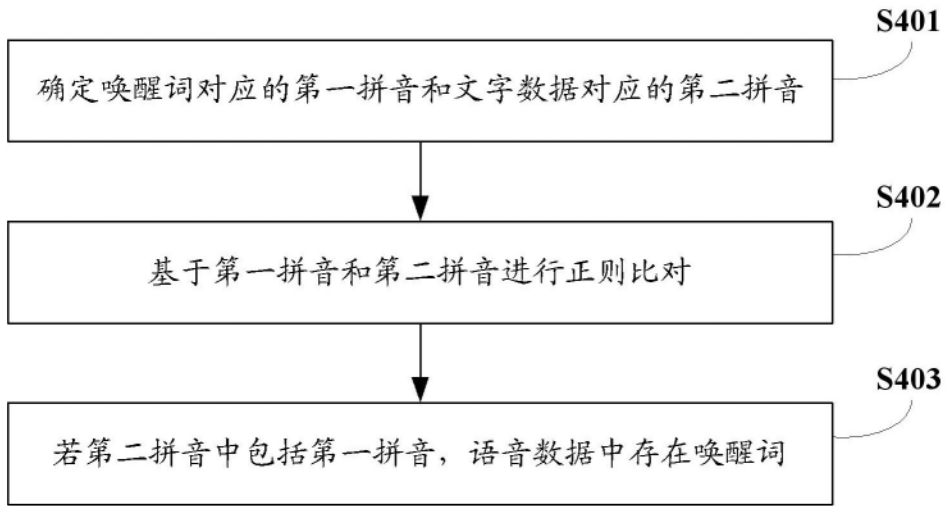 S401
确定唤醒词对应的第一拼音和文字数据对应的第二拼音
S402
基于第一拼音和第二拼音进行正则比对
S403
若第二拼音中包括第一拼音，语音数据中存在唤醒词